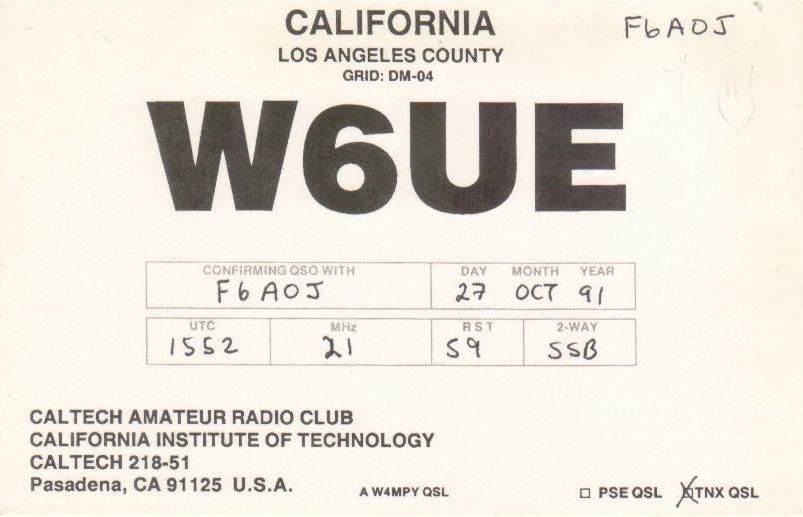 CALIFORNIA
F6AOJ
LOS ANGELES COUNTY
GRID: DM-04
W6UE
CONFIRMING QSO WITH DAY MONTH YEAR
F6AOJ 27 OCT 91
UTC MHz RST 2-WAY
1552 21 59 SSB
CALTECH AMATEUR RADIO CLUB
CALIFORNIA INSTITUTE OF TECHNOLOGY
CALTECH 218-51
Pasadena, CA 91125 U.S.A.
A W4MPY QSL
PSE QSL TNX QSL